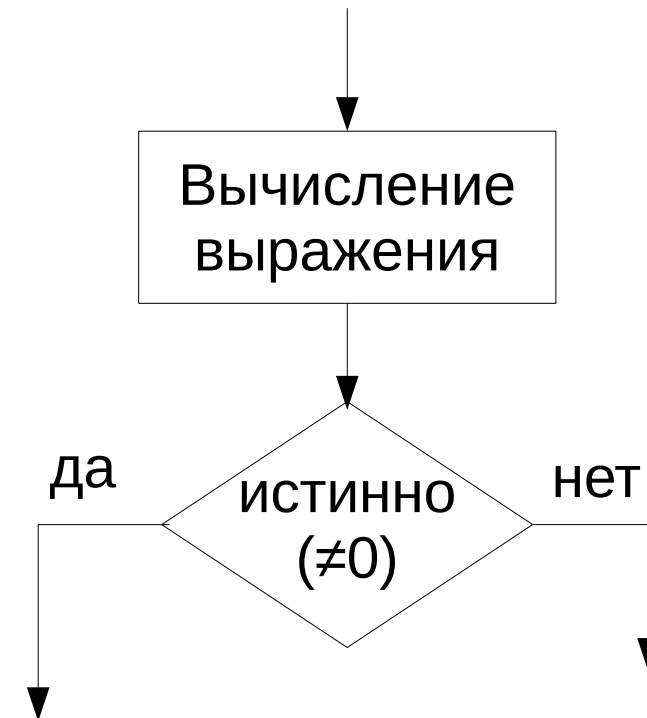 Вычисление
выражения
да
нет
истинно
(≠0)